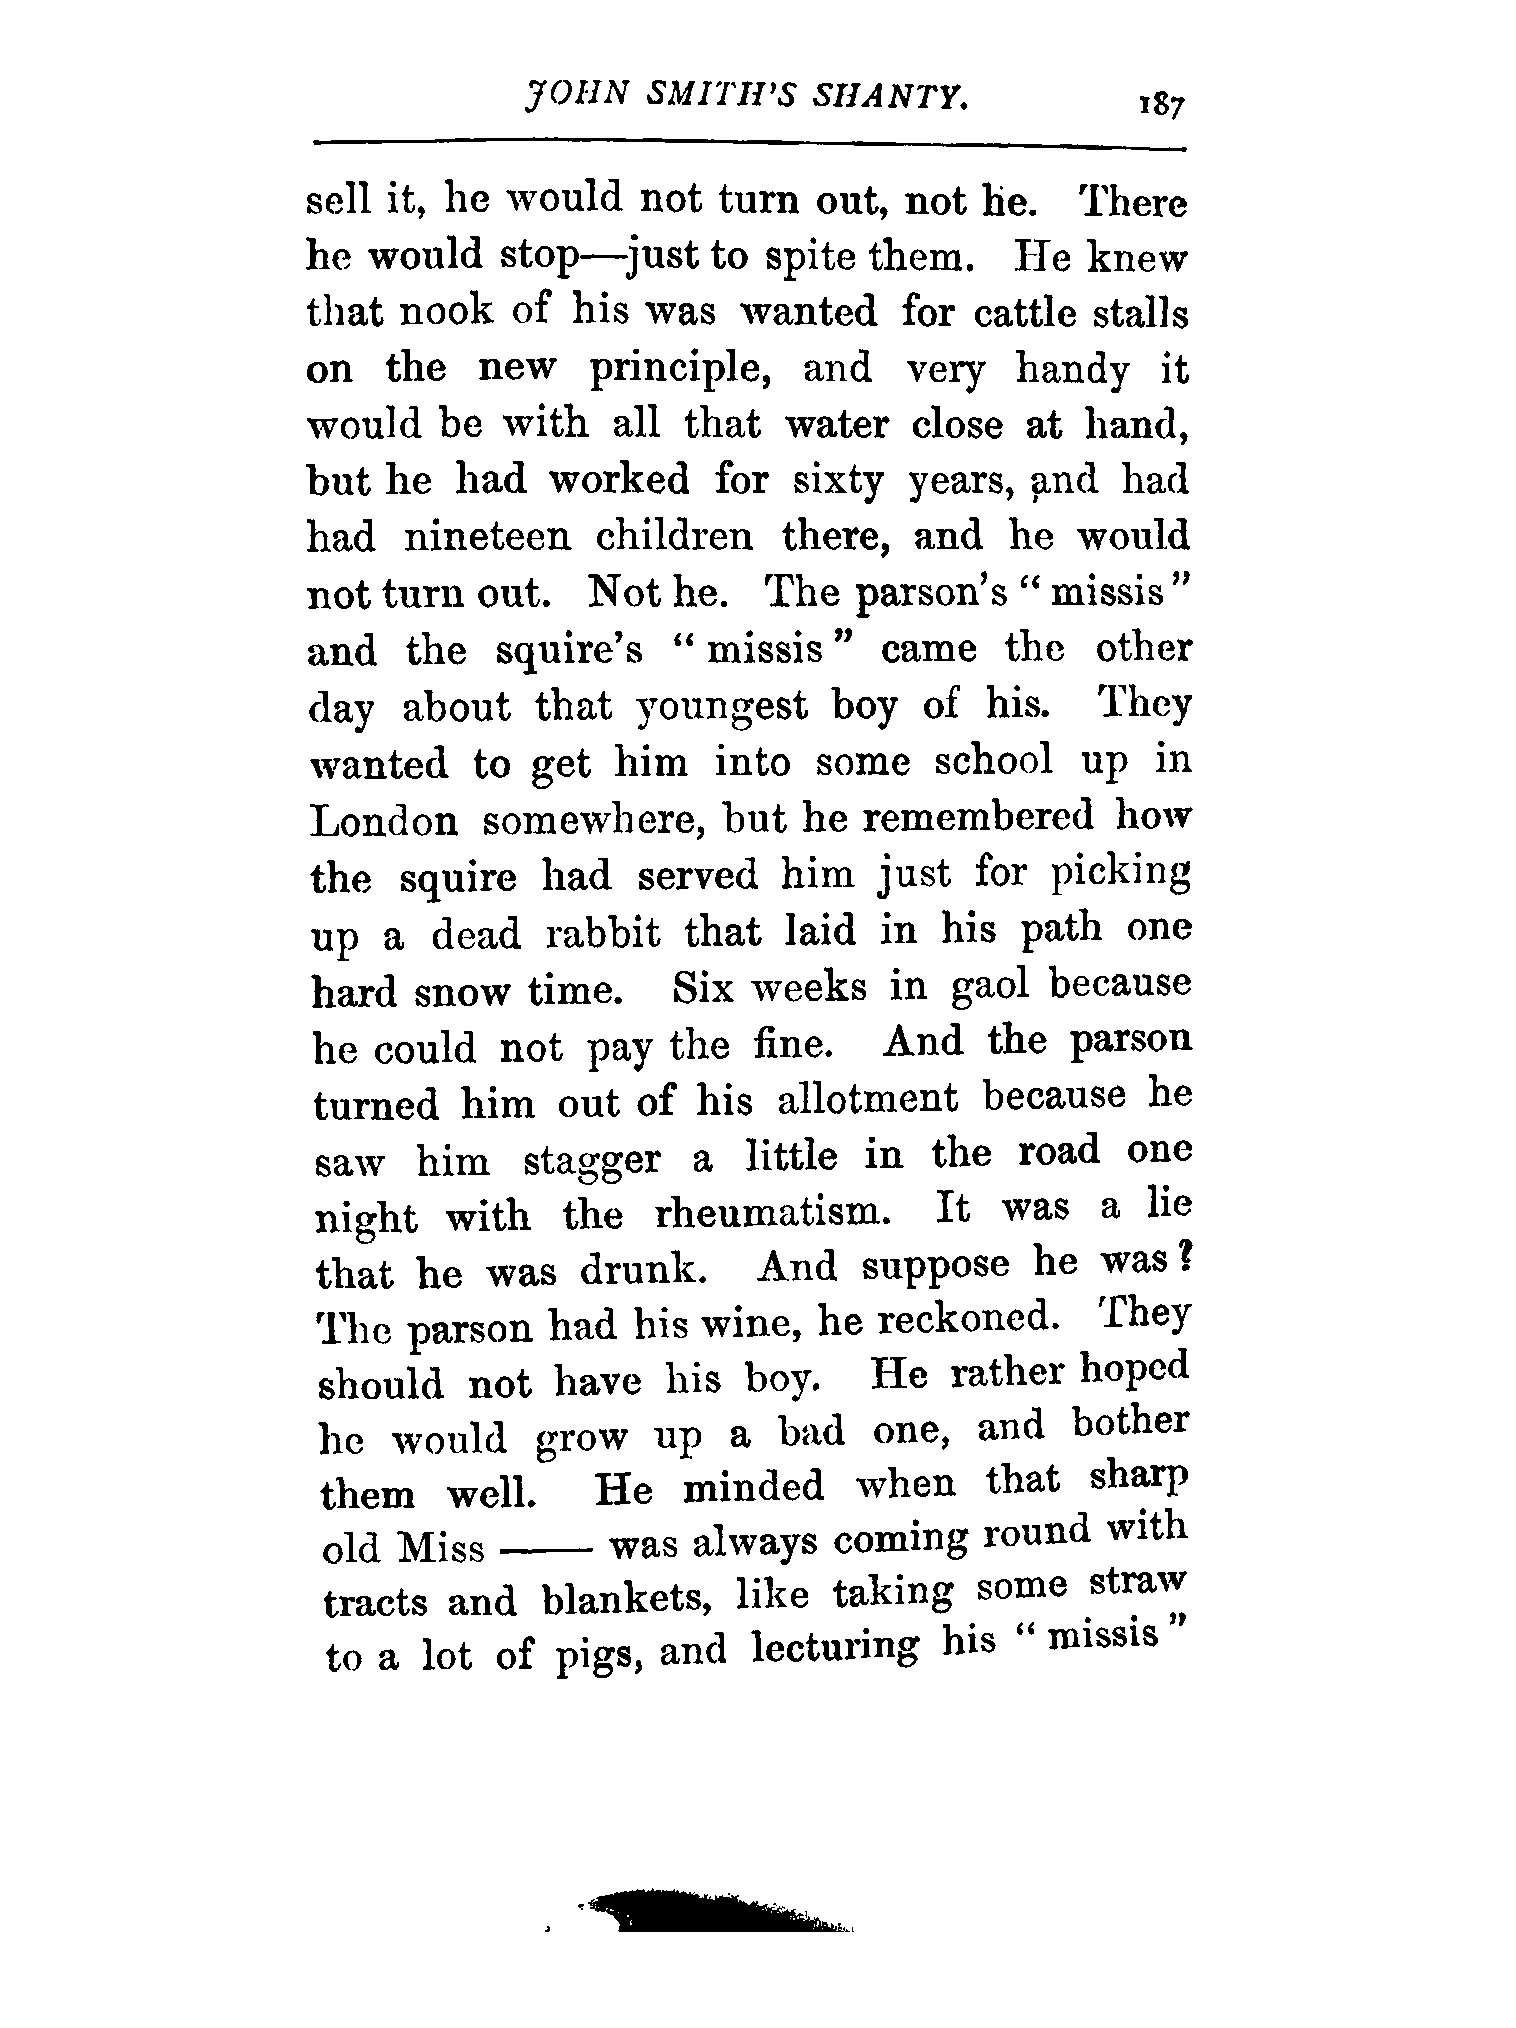 JOHN SMITH'S SHANTY. 187
sell it, he would not turn out, not he. There
he would stop—just to spite them. He knew
that nook of his was wanted for cattle stalls
on the new principle, and very handy it
would be with all that water close at hand,
but he had worked for sixty years, and had
had nineteen children there, and he would
not turn out. Not he. The parson's “missis”
and the squire's “missis” came the other
day about that youngest boy of his. They
wanted to get him into some school up in
London somewhere, but he remembered how
the squire had served him just for picking
up a dead rabbit that laid in his path one
hard snow time. Six weeks in gaol because
he could not pay the fine. And the parson
turned him out of his allotment because he
saw him stagger a little in the road one
night with the rheumatism. It was a lie
that he was drunk. And suppose he was?
The parson had his wine, he reckoned. They
should not have his boy. He rather hoped
he would grow up a bad one, and bother
them well. He minded when that sharp
old Miss —— was always coming round with
tracts and blankets, like taking some straw
to a lot of pigs, and lecturing his “missis”